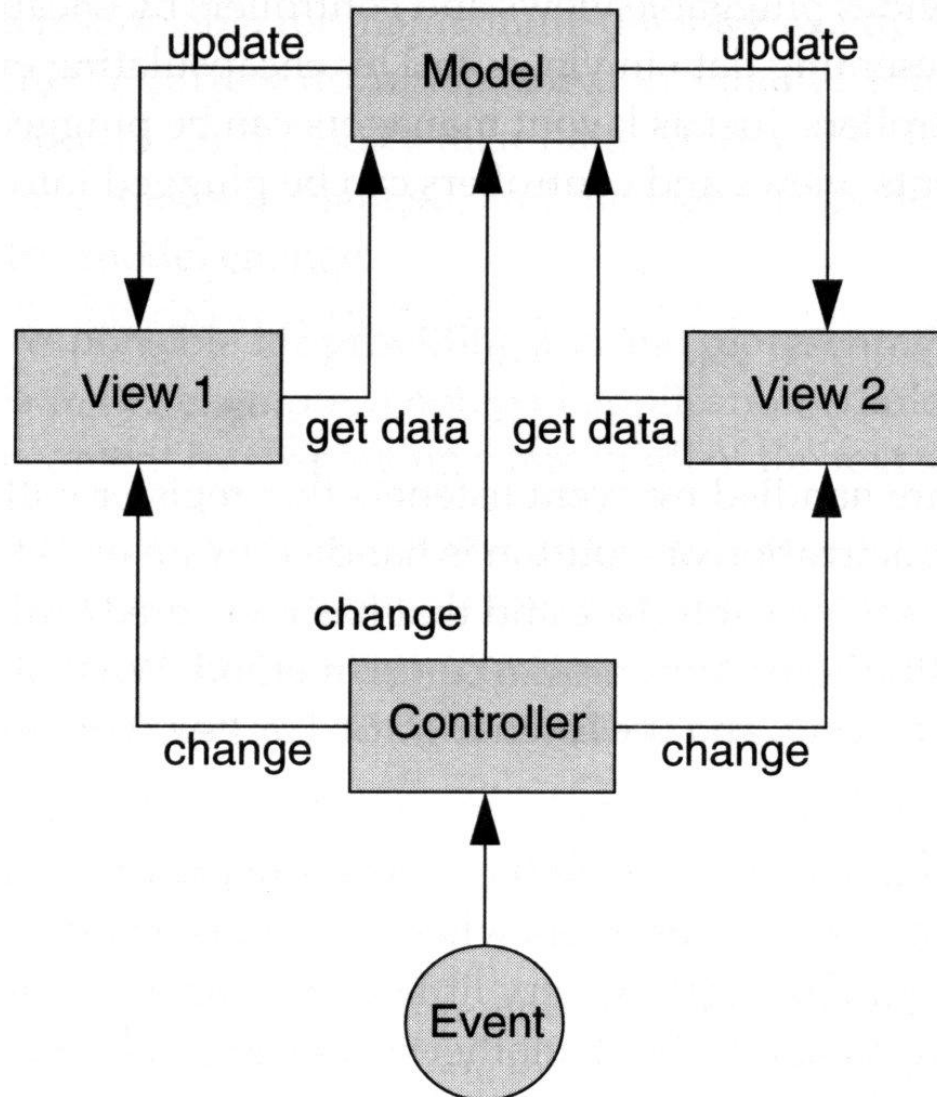 update
update
Model
View 1
View 2
get data
get data
change
Controller
change
change
Event